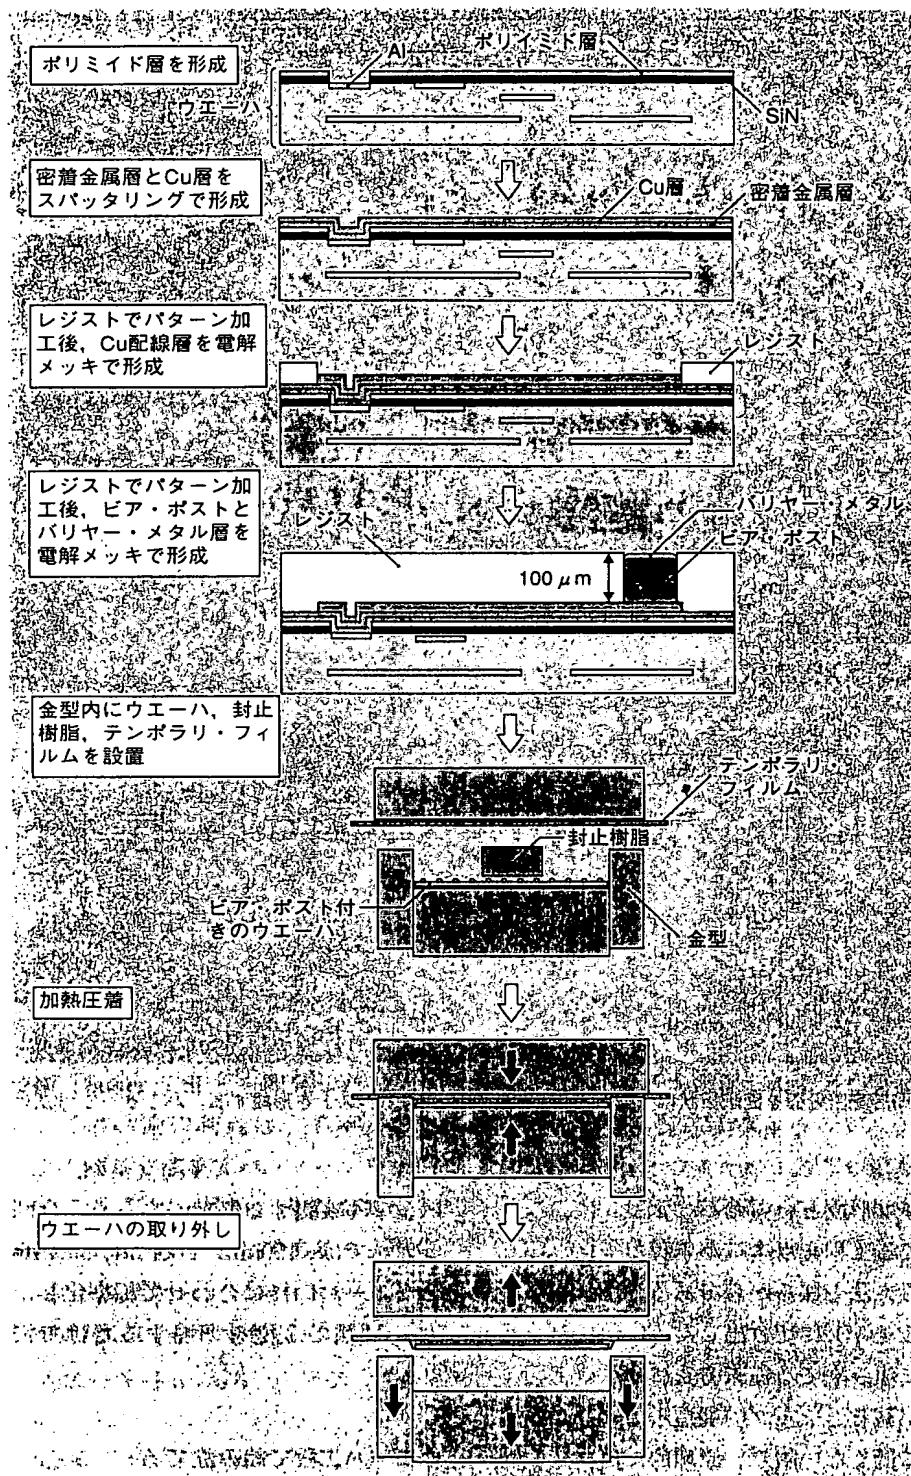 ポリミイド層を形成
Al
ポリイミド層
ウエーハ
SiN
密着金属層とCu層を
スパッタリングで形成
Cu層
密着金属層
レジストでパターン加
工後，Cu配線層を電解
メッキで形成
レジスト
レジストでパターン加
工後，ビア・ポストと
バリヤー・メタル層を
電解メッキで形成
レジスト
バリヤー・メタル
ビア・ポスト
100μm
金型内にウエーハ，封止
樹脂，テンポラリ・フィ
ルムを設置
テンポラリ
フィルム
封止樹脂
ビア・ポスト付
きのウエーハ
金型
加熱圧着
ウエーハの取り外し